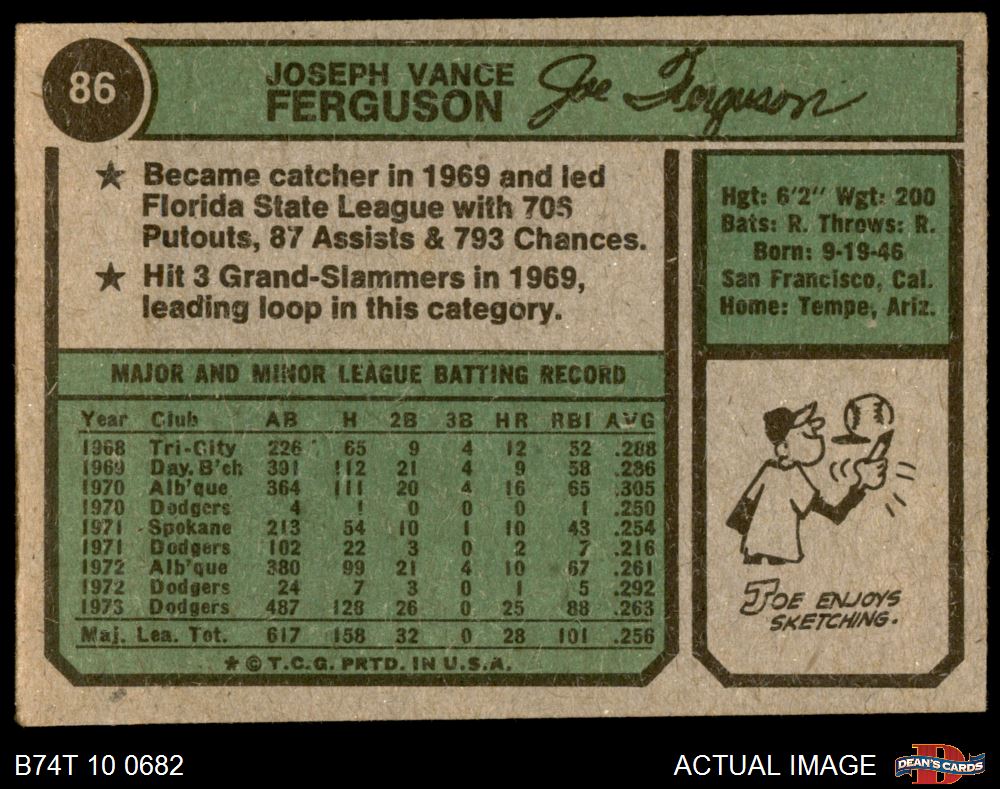 86
JOSEPH VANCE
FERGUSON
Joe Ferguson
★ Became catcher in 1969 and led
Florida State League with 706
Putouts, 87 Assists & 793 Chances.
★ Hit 3 Grand-Slammers in 1969,
leading loop in this category.
Hgt: 6'2" Wgt: 200
Bats: R. Throws: R.
Born: 9-19-46
San Francisco, Cal.
Home: Tempe, Ariz.
MAJOR AND MINOR LEAGUE BATTING RECORD
Year Club AB H 2B 3B HR RBI AVG
1968 Tri-City 226 65 9 4 12 52 .288
1969 Day. B'ch 391 112 21 4 9 58 .286
1970 Alb'que 364 111 20 4 16 65 .305
1970 Dodgers 4 1 0 0 0 1 .250
1971 Spokane 213 54 10 1 10 43 .254
1971 Dodgers 102 22 3 0 2 7 .216
1972 Alb'que 380 99 21 4 10 67 .261
1972 Dodgers 24 7 3 0 1 5 .292
1973 Dodgers 487 128 26 0 25 88 .263
Maj. Lea. Tot. 617 158 32 0 28 101 .256
★ © T.C.G. PRTD. IN U.S.A.
JOE ENJOYS
SKETCHING.
B74T 10 0682
ACTUAL IMAGE
DEAN'S CARDS